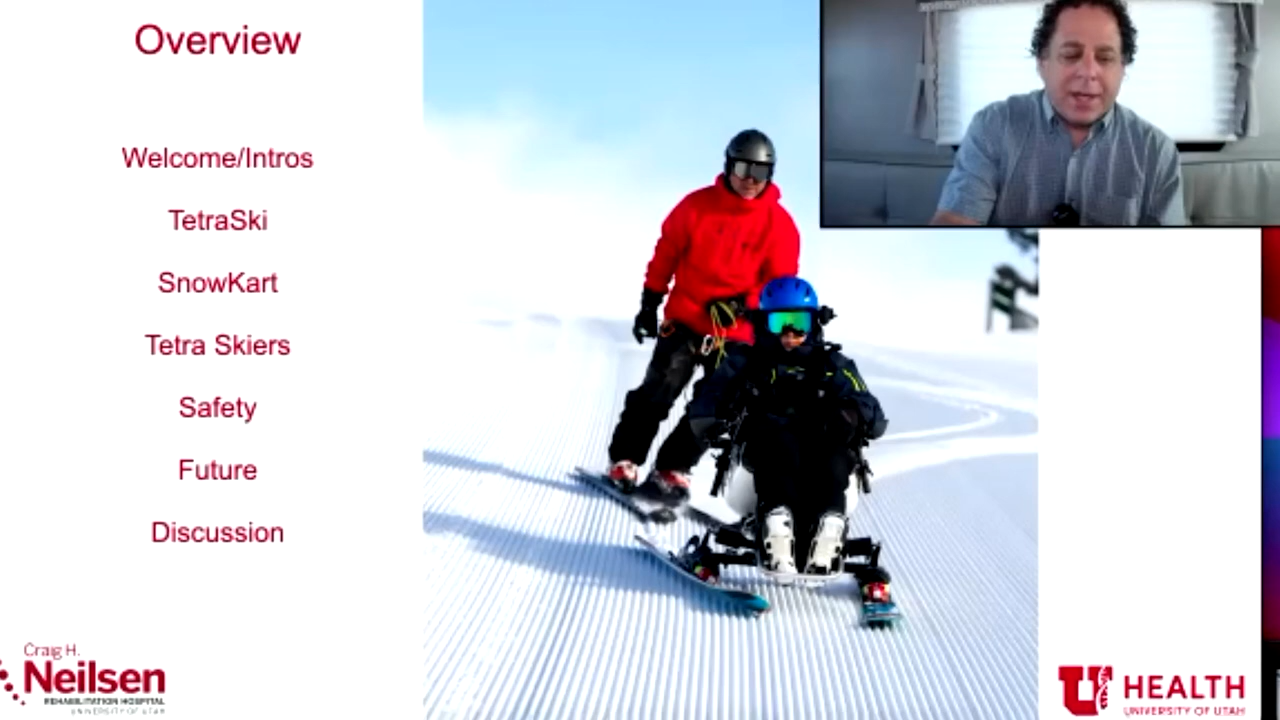 Overview
Welcome/Intros
TetraSki
SnowKart
Tetra Skiers
Safety
Future
Discussion
Craig H.
Neilsen
REHABILITATION HOSPITAL
UNIVERSITY OF UTAH
U HEALTH
UNIVERSITY OF UTAH